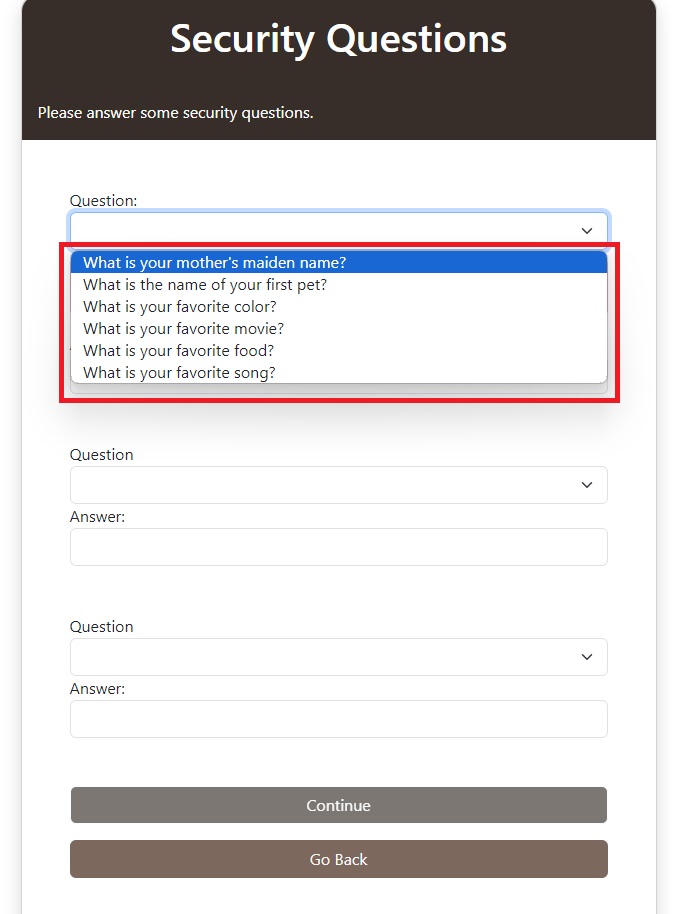 Security Questions
Please answer some security questions.
Question:
What is your mother's maiden name?
What is the name of your first pet?
What is your favorite color?
What is your favorite movie?
What is your favorite food?
What is your favorite song?
Question
Answer:
Question
Answer:
Continue
Go Back